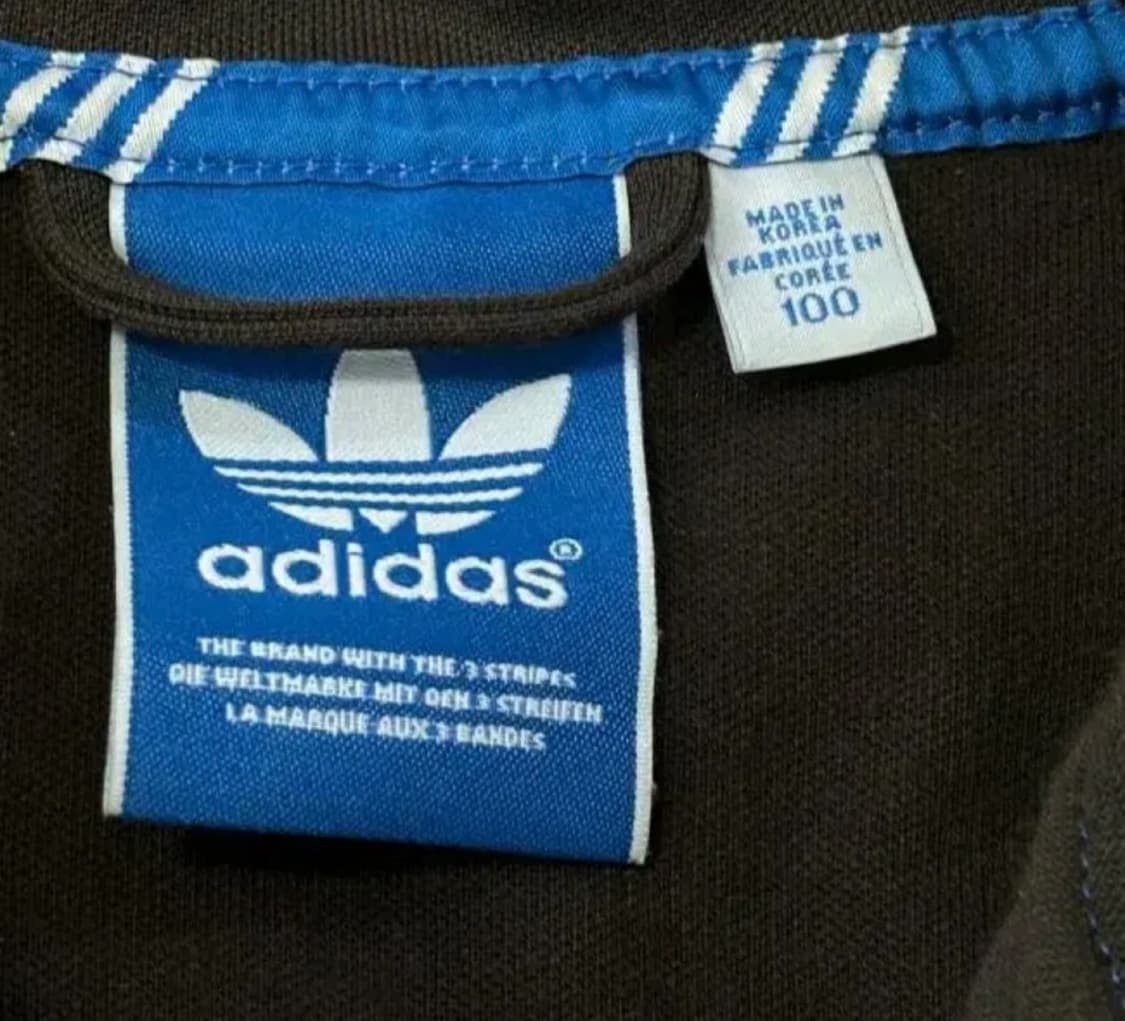 adidas®
THE BRAND WITH THE 3 STRIPES
DIE WELTMARKE MIT DEN 3 STREIFEN
LA MARQUE AUX 3 BANDES
MADE IN
KOREA
FABRIQUÉ EN
CORÉE
100